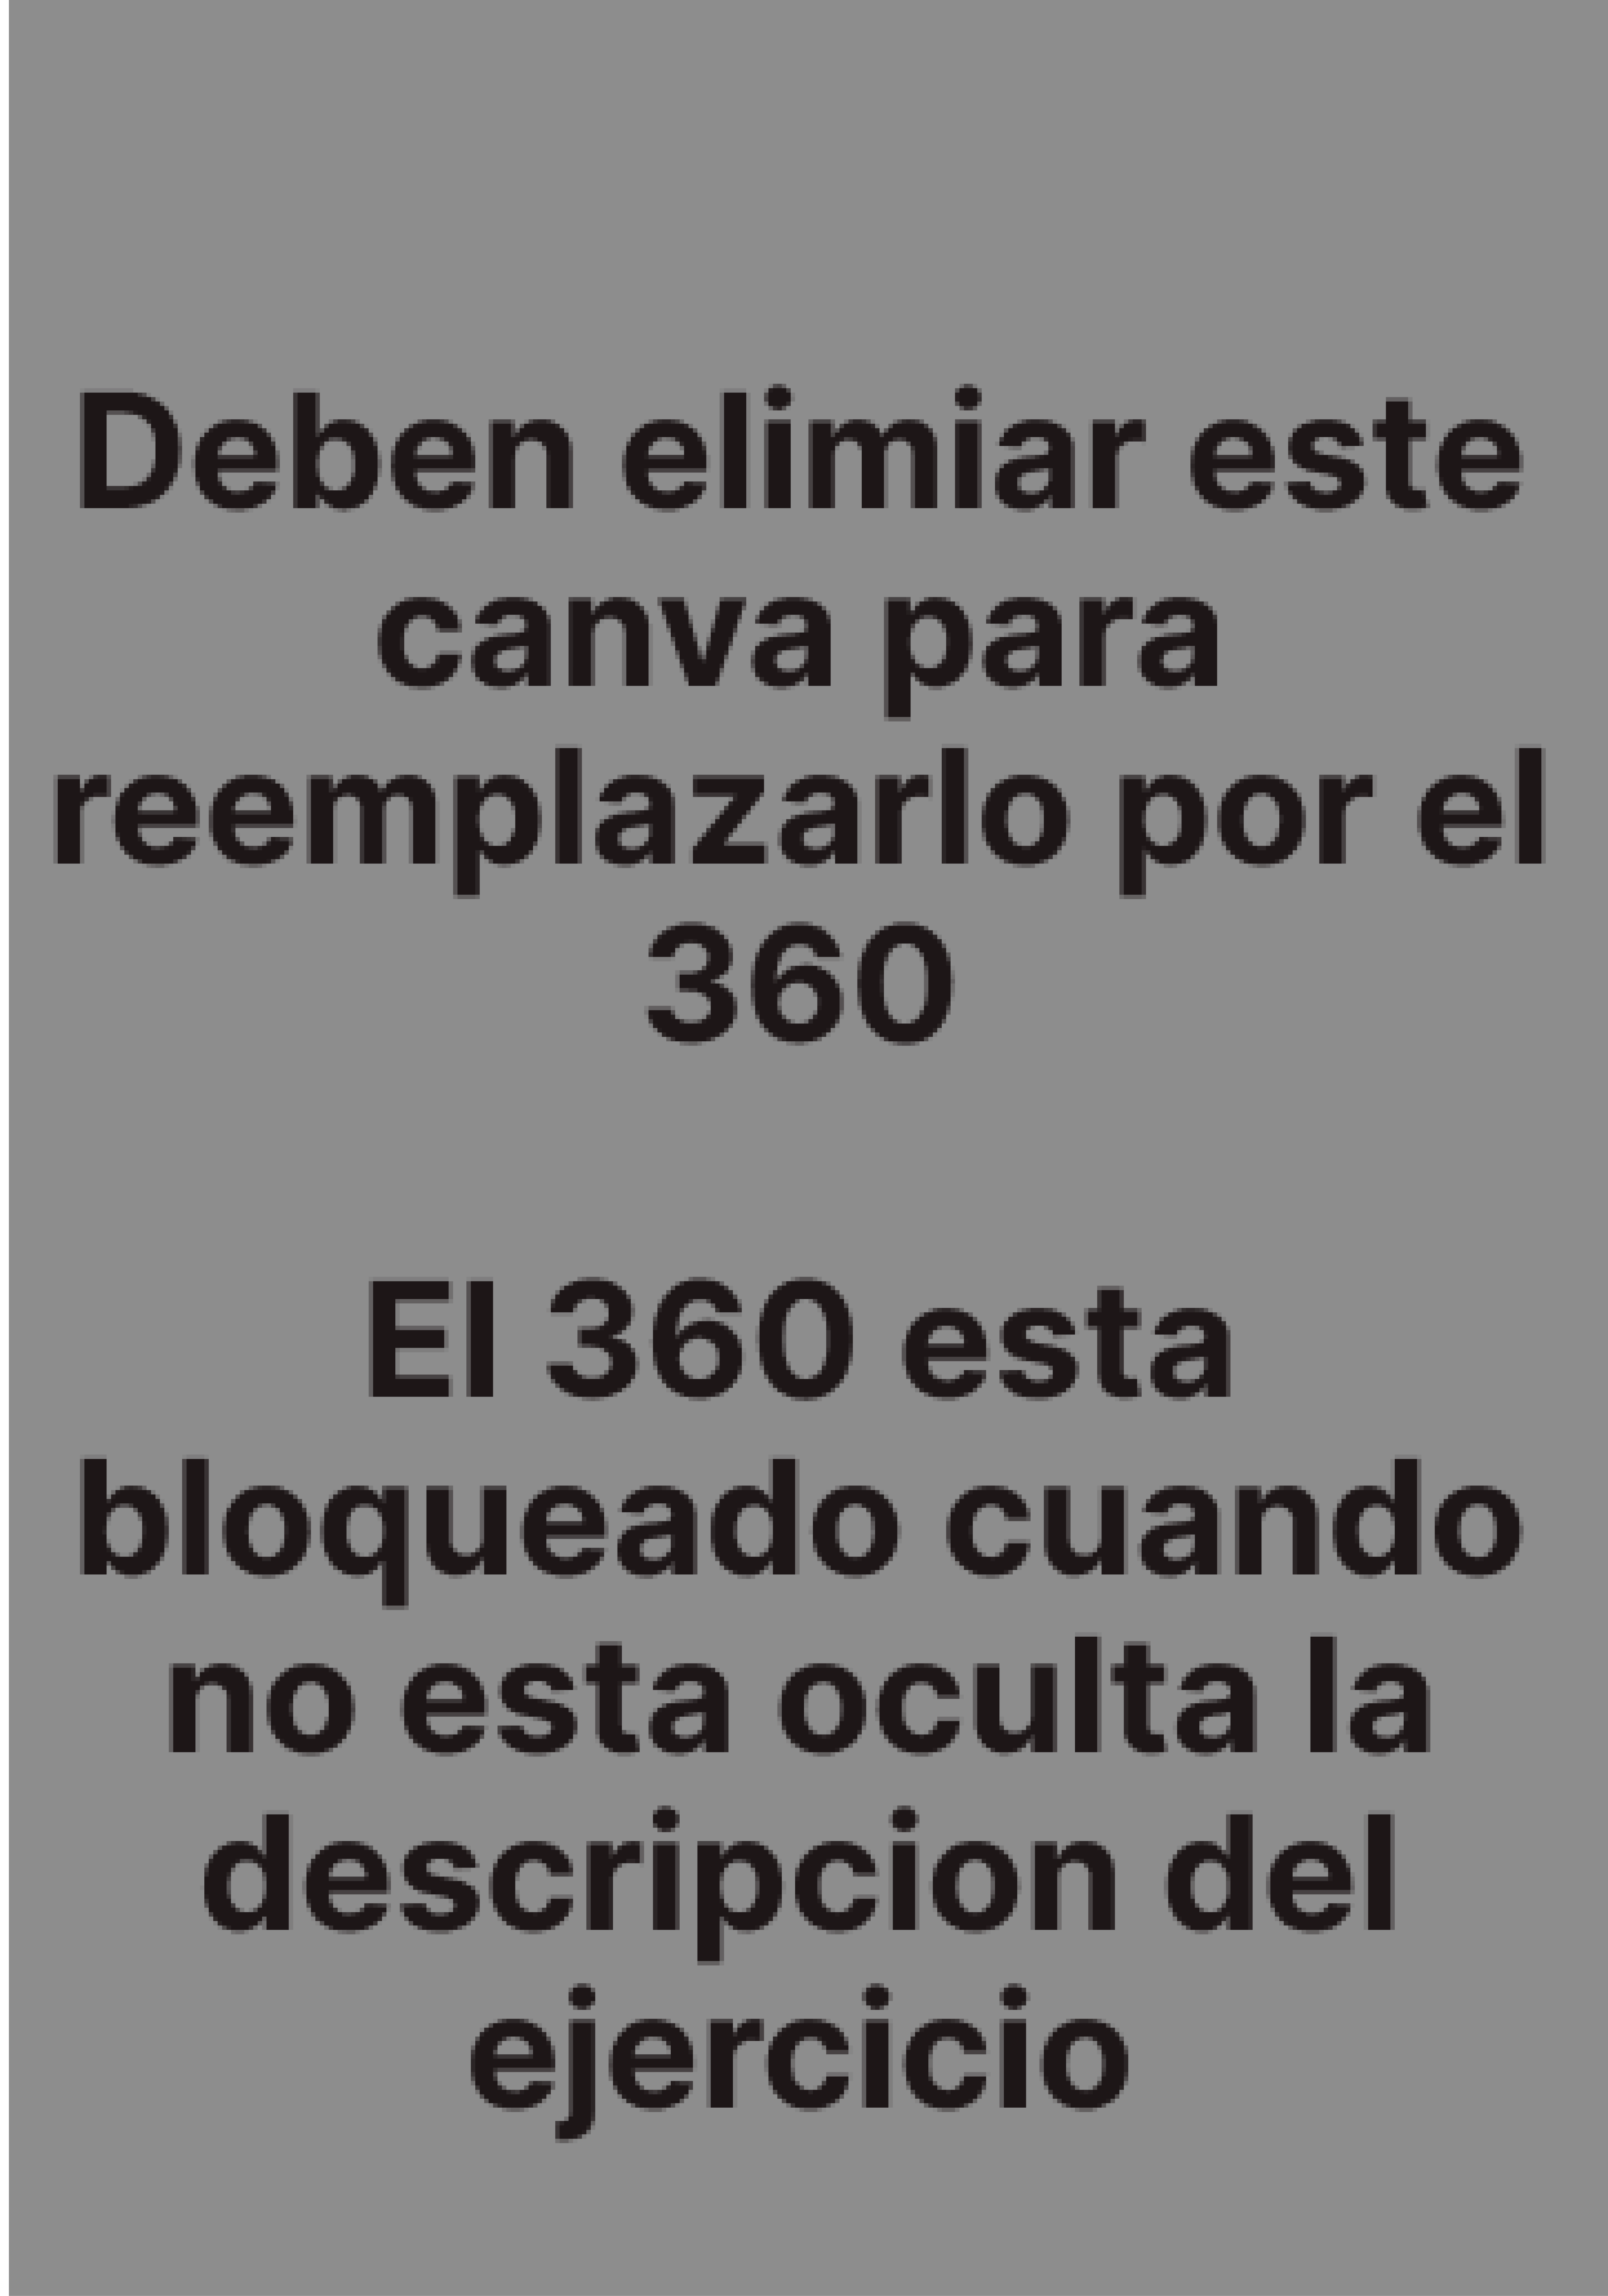 Deben elimiar este
canva para
reemplazarlo por el
360
El 360 esta
bloqueado cuando
no esta oculta la
descripcion del
ejercicio